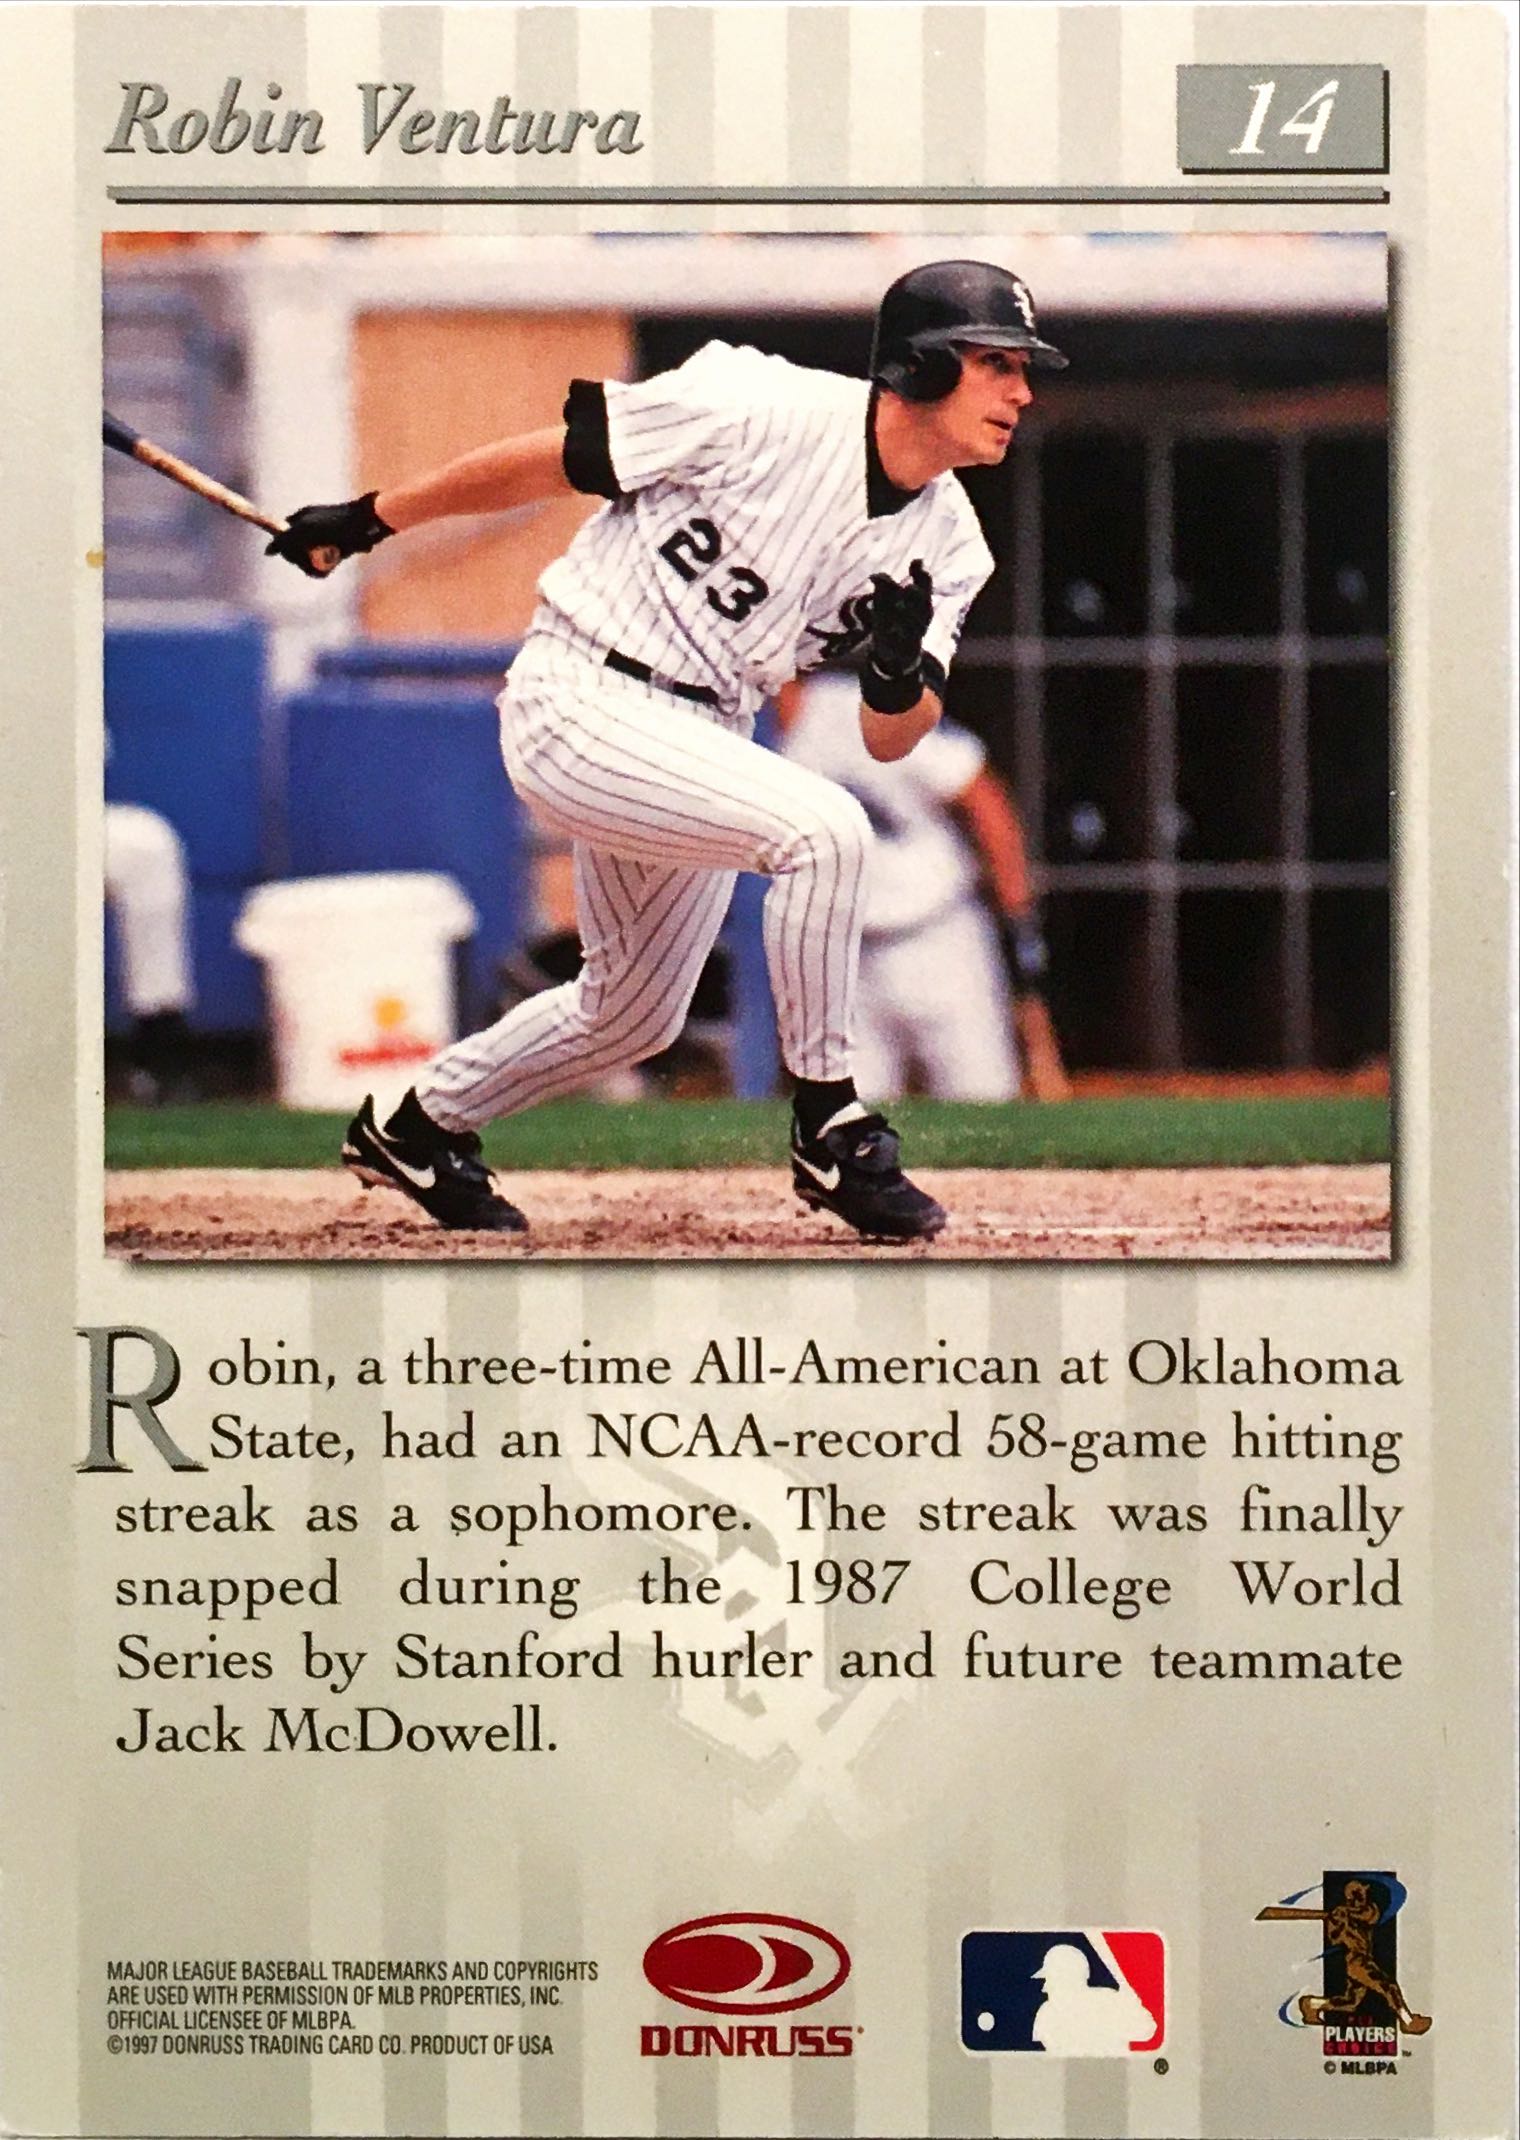 Robin Ventura
14
23
Robin, a three-time All-American at Oklahoma
State, had an NCAA-record 58-game hitting
streak as a sophomore. The streak was finally
snapped during the 1987 College World
Series by Stanford hurler and future teammate
Jack McDowell.
MAJOR LEAGUE BASEBALL TRADEMARKS AND COPYRIGHTS
ARE USED WITH PERMISSION OF MLB PROPERTIES, INC.
OFFICIAL LICENSEE OF MLBPA.
©1997 DONRUSS TRADING CARD CO. PRODUCT OF USA
DONRUSS
®
PLAYERS
CHOICE
© MLBPA